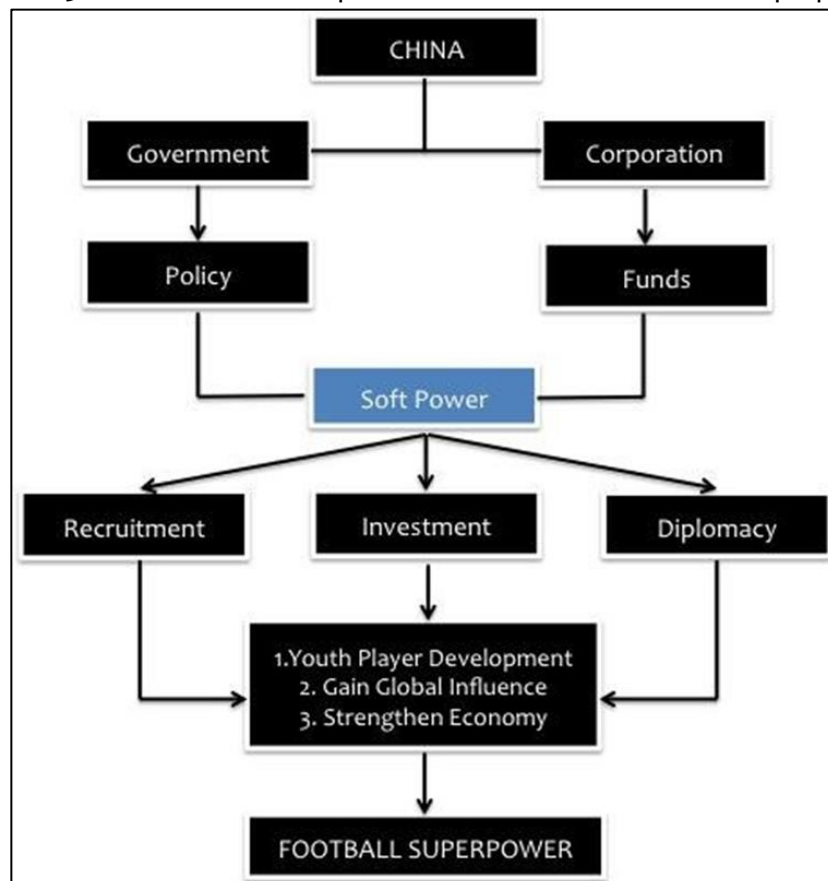 CHINA
Government
Corporation
Policy
Funds
Soft Power
Recruitment
Investment
Diplomacy
1.Youth Player Development
2. Gain Global Influence
3. Strengthen Economy
FOOTBALL SUPERPOWER